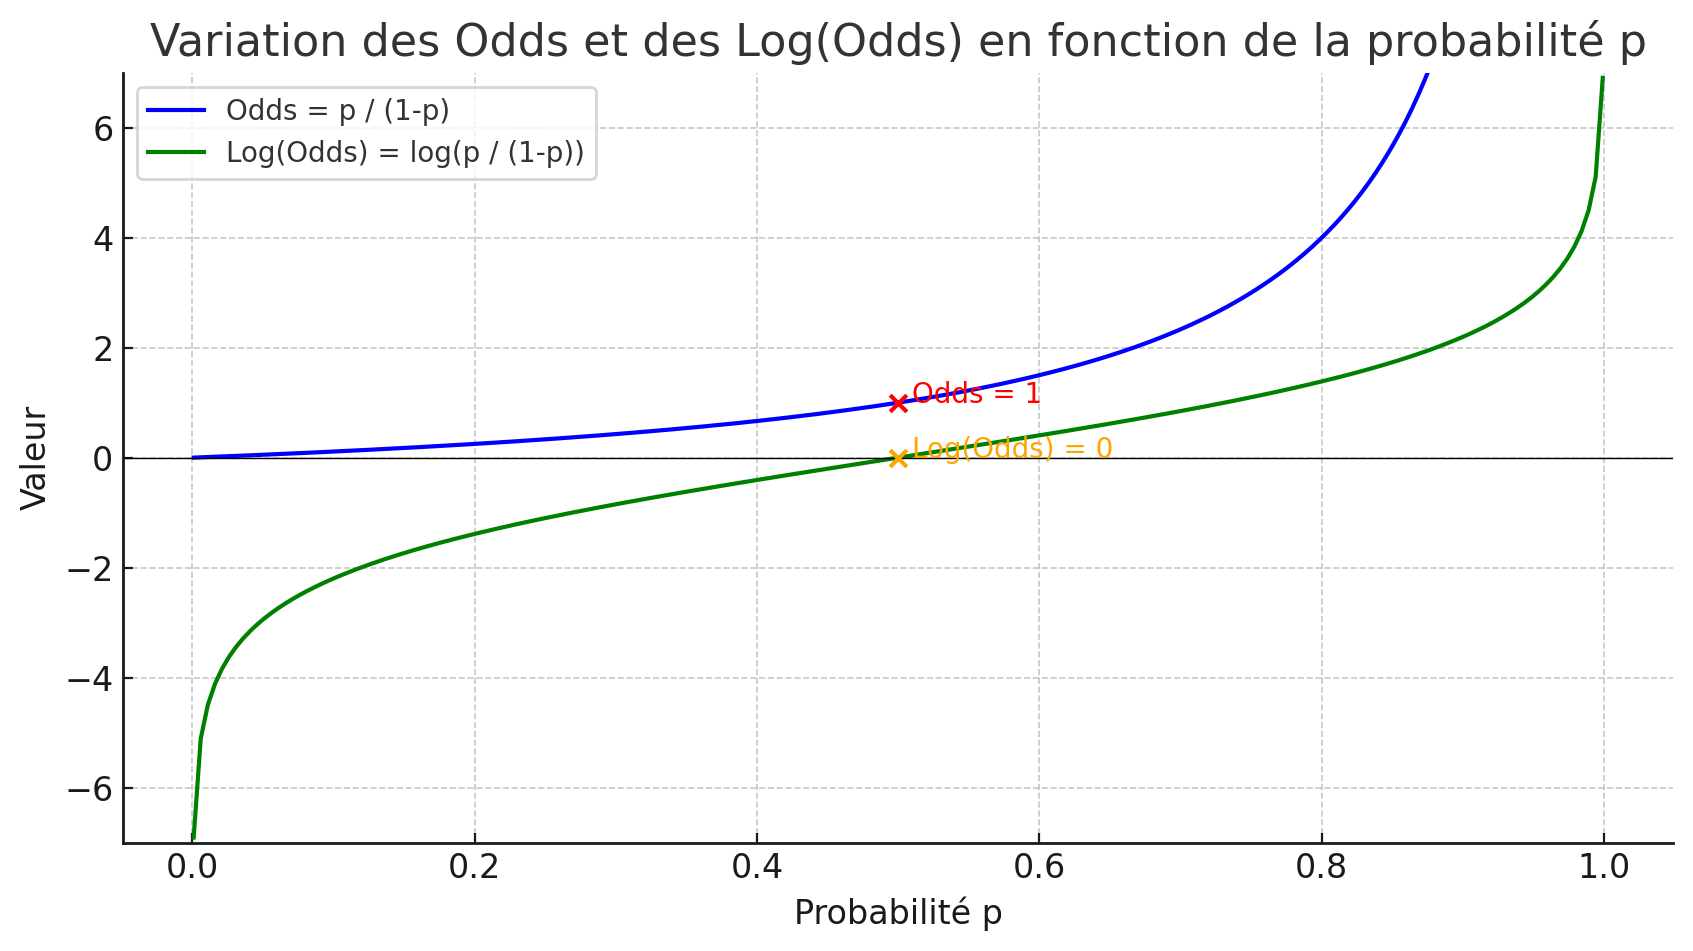 Variation des Odds et des Log(Odds) en fonction de la probabilité p
Odds = p / (1-p)
Log(Odds) = log(p / (1-p))
6
4
2
0
−2
−4
−6
Valeur
Odds = 1
Log(Odds) = 0
0.0 0.2 0.4 0.6 0.8 1.0
Probabilité p